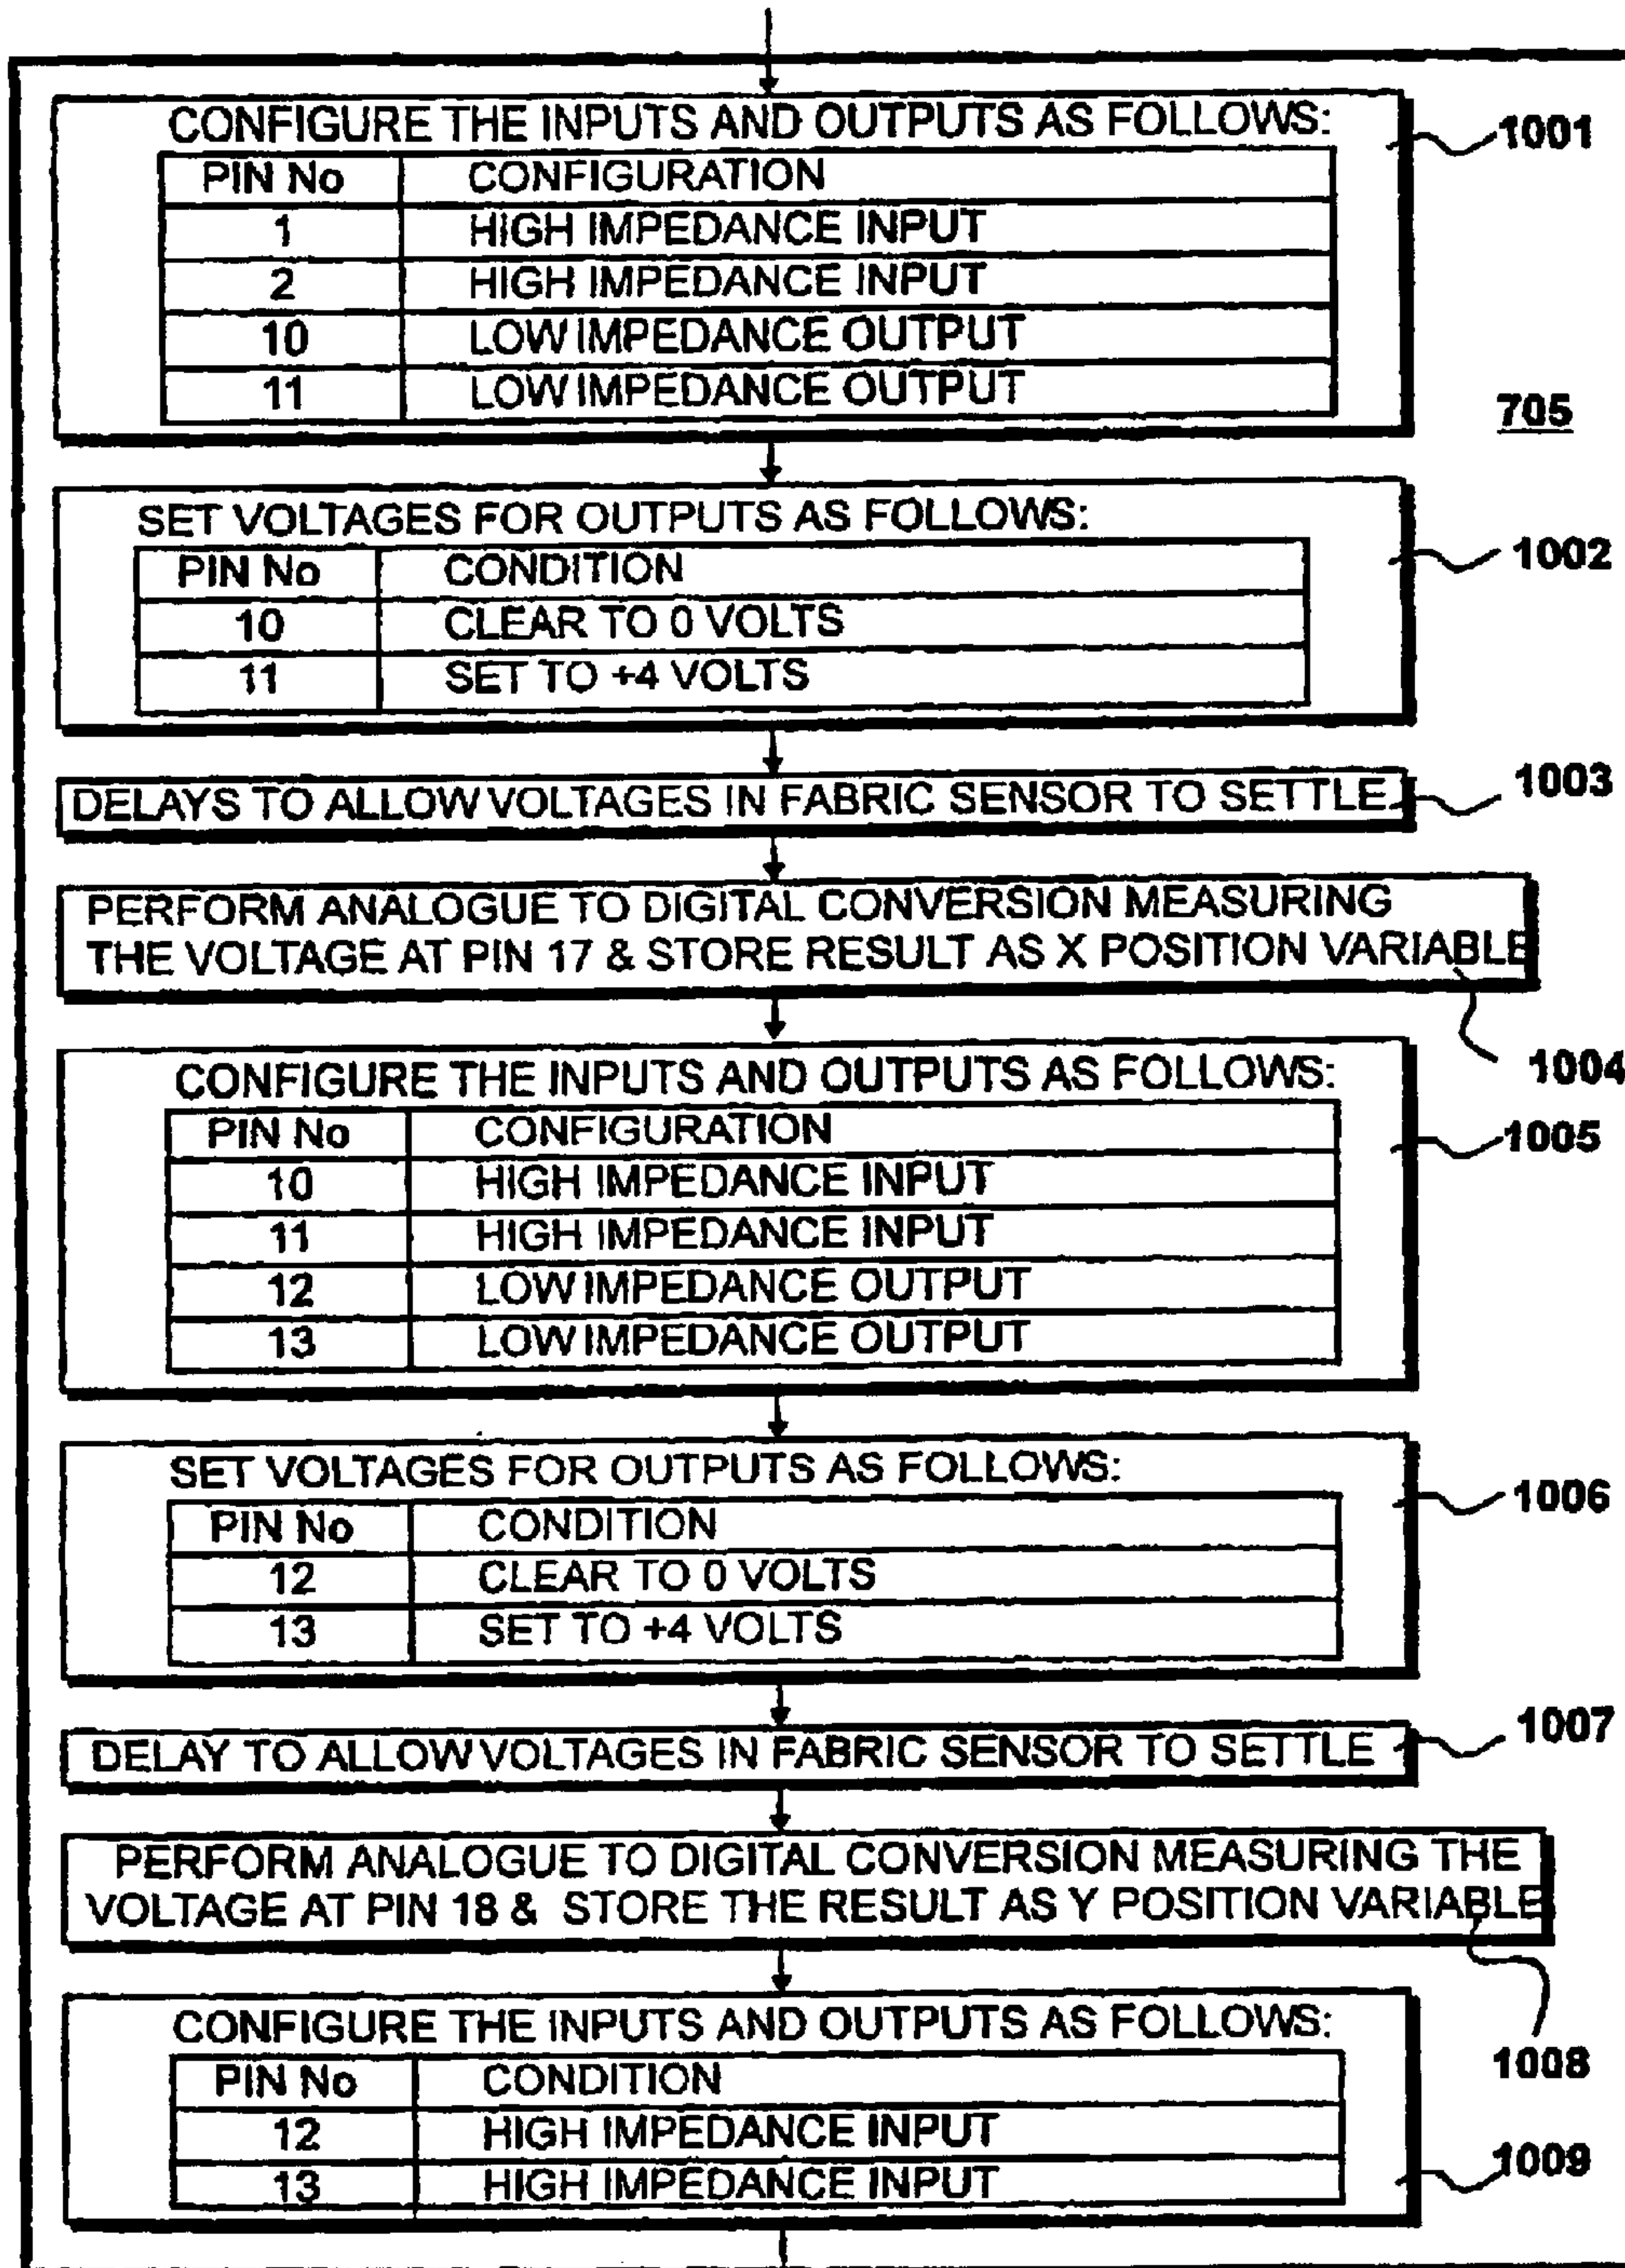 CONFIGURE THE INPUTS AND OUTPUTS AS FOLLOWS:
1001
PIN No CONFIGURATION
1 HIGH IMPEDANCE INPUT
2 HIGH IMPEDANCE INPUT
10 LOW IMPEDANCE OUTPUT
11 LOW IMPEDANCE OUTPUT
705
SET VOLTAGES FOR OUTPUTS AS FOLLOWS:
1002
PIN No CONDITION
10 CLEAR TO 0 VOLTS
11 SET TO +4 VOLTS
DELAYS TO ALLOW VOLTAGES IN FABRIC SENSOR TO SETTLE
1003
PERFORM ANALOGUE TO DIGITAL CONVERSION MEASURING
THE VOLTAGE AT PIN 17 & STORE RESULT AS X POSITION VARIABLE
1004
CONFIGURE THE INPUTS AND OUTPUTS AS FOLLOWS:
1005
PIN No CONFIGURATION
10 HIGH IMPEDANCE INPUT
11 HIGH IMPEDANCE INPUT
12 LOW IMPEDANCE OUTPUT
13 LOW IMPEDANCE OUTPUT
SET VOLTAGES FOR OUTPUTS AS FOLLOWS:
1006
PIN No CONDITION
12 CLEAR TO 0 VOLTS
13 SET TO +4 VOLTS
DELAY TO ALLOW VOLTAGES IN FABRIC SENSOR TO SETTLE
1007
PERFORM ANALOGUE TO DIGITAL CONVERSION MEASURING THE
VOLTAGE AT PIN 18 & STORE THE RESULT AS Y POSITION VARIABLE
1008
CONFIGURE THE INPUTS AND OUTPUTS AS FOLLOWS:
PIN No CONDITION
12 HIGH IMPEDANCE INPUT
13 HIGH IMPEDANCE INPUT
1009